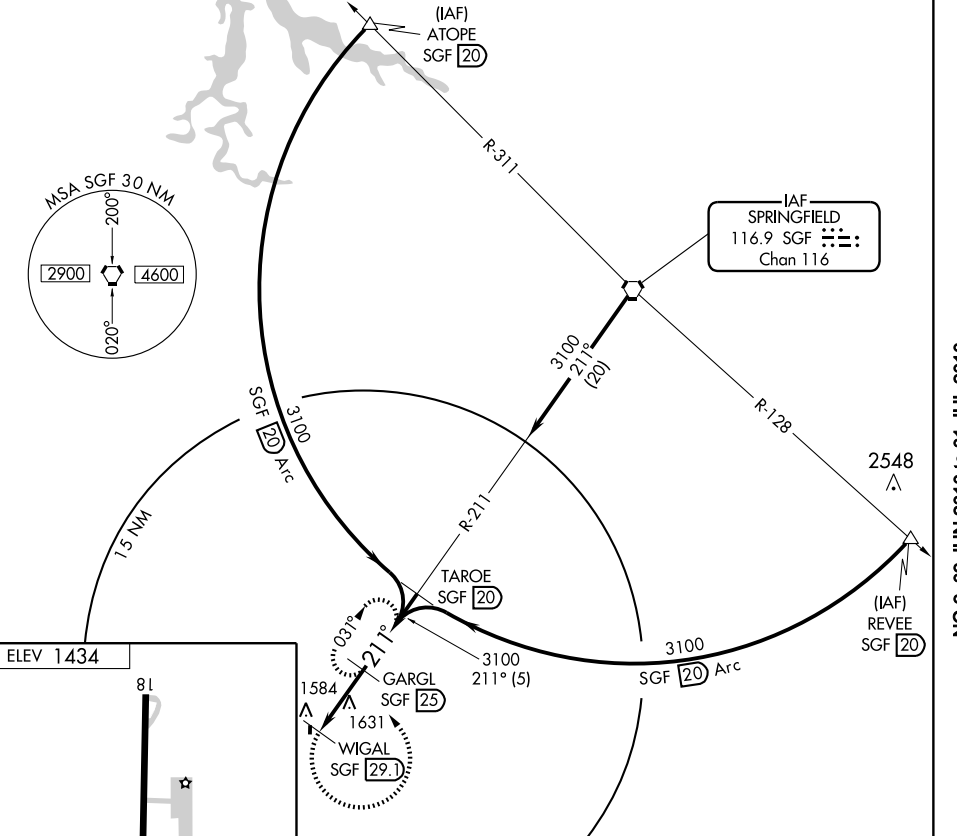 (IAF)
ATOPE
SGF 20
R-311
MSA SGF 30 NM
200°
2900
4600
020°
IAF
SPRINGFIELD
116.9 SGF
Chan 116
3100
211°
(20)
R-128
2548
SGF 20 Arc
3100
R-211
15 NM
TAROE
SGF 20
(IAF)
REVEE
SGF 20
031°
211°
3100
211° (5)
3100
SGF 20 Arc
ELEV 1434
18
GARGL
SGF 25
1584
1631
WIGAL
SGF 29.1